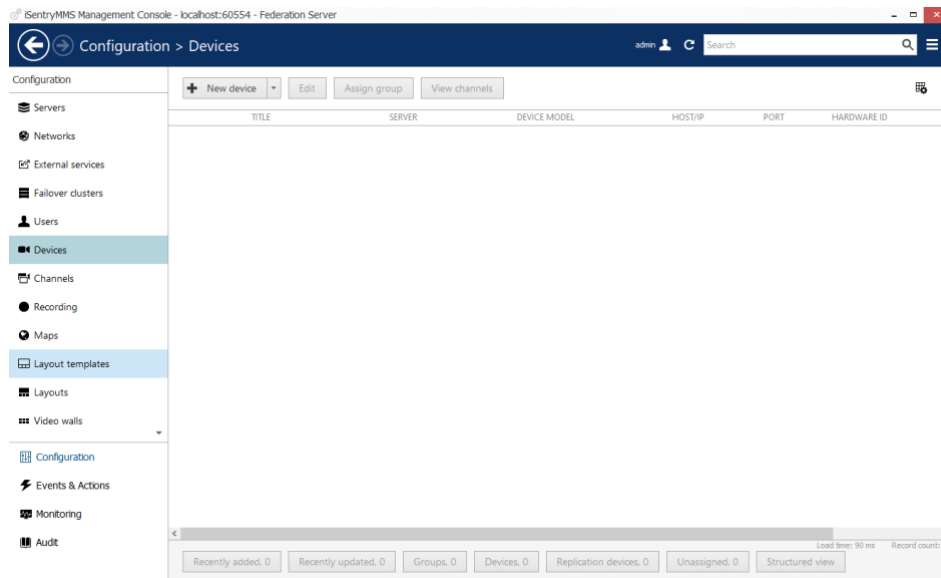 iSentryMMS Management Console - localhost:60554 - Federation Server
Configuration > Devices
admin
Search
Configuration
Servers
Networks
External services
Failover clusters
Users
Devices
Channels
Recording
Maps
Layout templates
Layouts
Video walls
Configuration
Events & Actions
Monitoring
Audit
New device
Edit
Assign group
View channels
TITLE SERVER DEVICE MODEL HOST/IP PORT HARDWARE ID
Load time: 90 ms Record count:
Recently added, 0 Recently updated, 0 Groups, 0 Devices, 0 Replication devices, 0 Unassigned, 0 Structured view